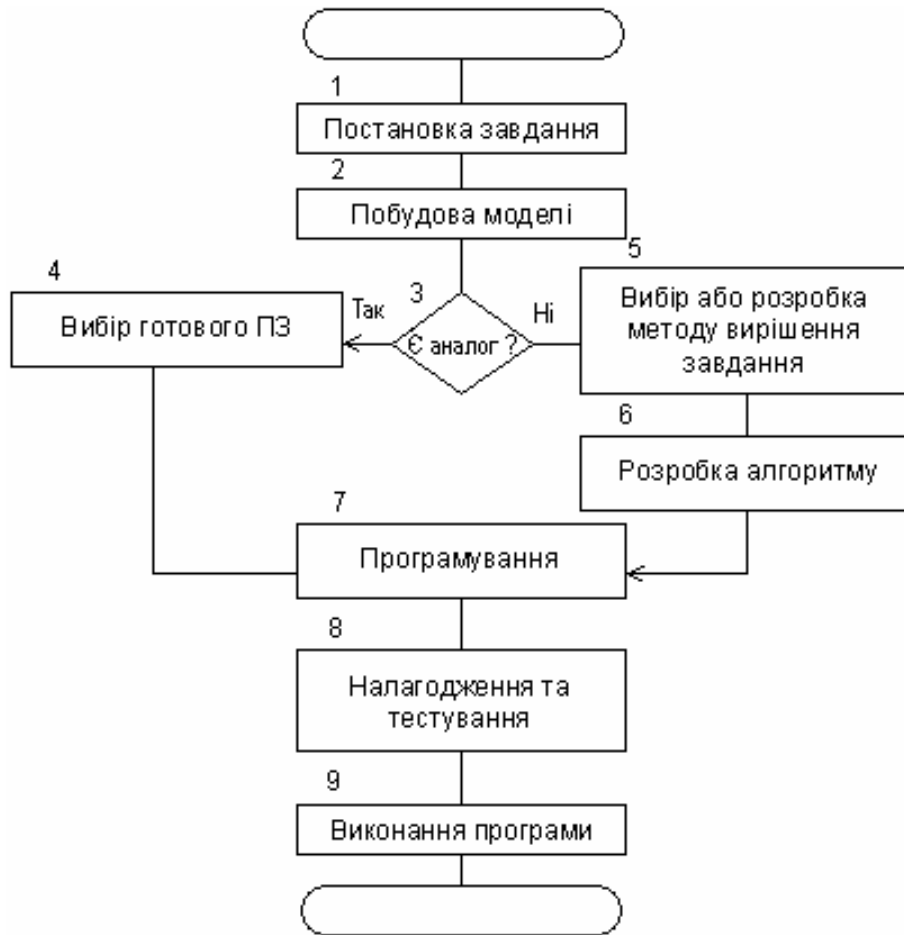 1
Постановка завдання
2
Побудова моделі
3
Є аналог ?
Так
Ні
4
Вибір готового ПЗ
5
Вибір або розробка
методу вирішення
завдання
6
Розробка алгоритму
7
Програмування
8
Налагодження та
тестування
9
Виконання програми